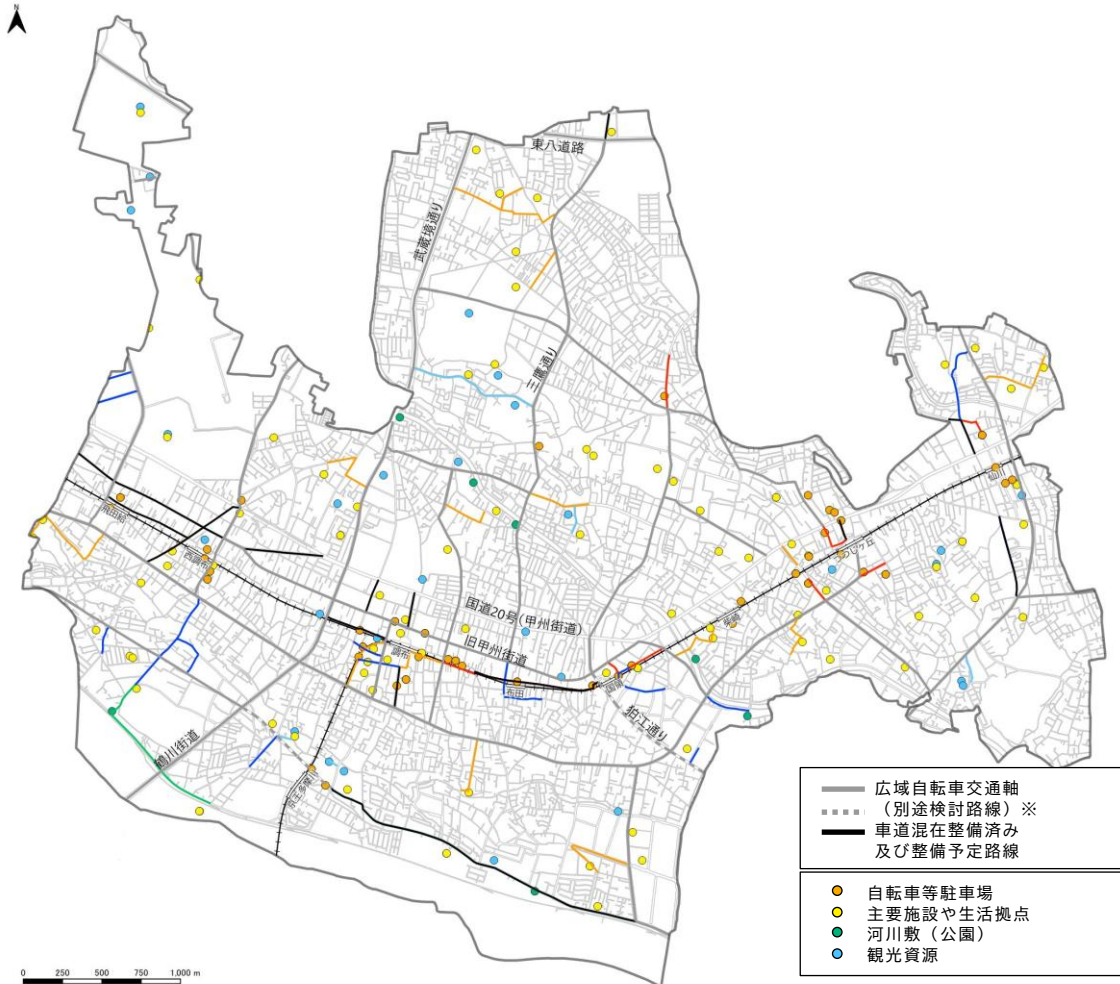 東八道路
武蔵境通り
三鷹通り
仙川
飛田給
つつじヶ丘
西調布
柴崎
国道20号(甲州街道)
旧甲州街道
調布
布田
国領
狛江通り
鶴川街道
京王多摩川
広域自転車交通軸
(別途検討路線)※
車道混在整備済み
及び整備予定路線
自転車等駐車場
主要施設や生活拠点
河川敷(公園)
観光資源
0 250 500 750 1,000 m